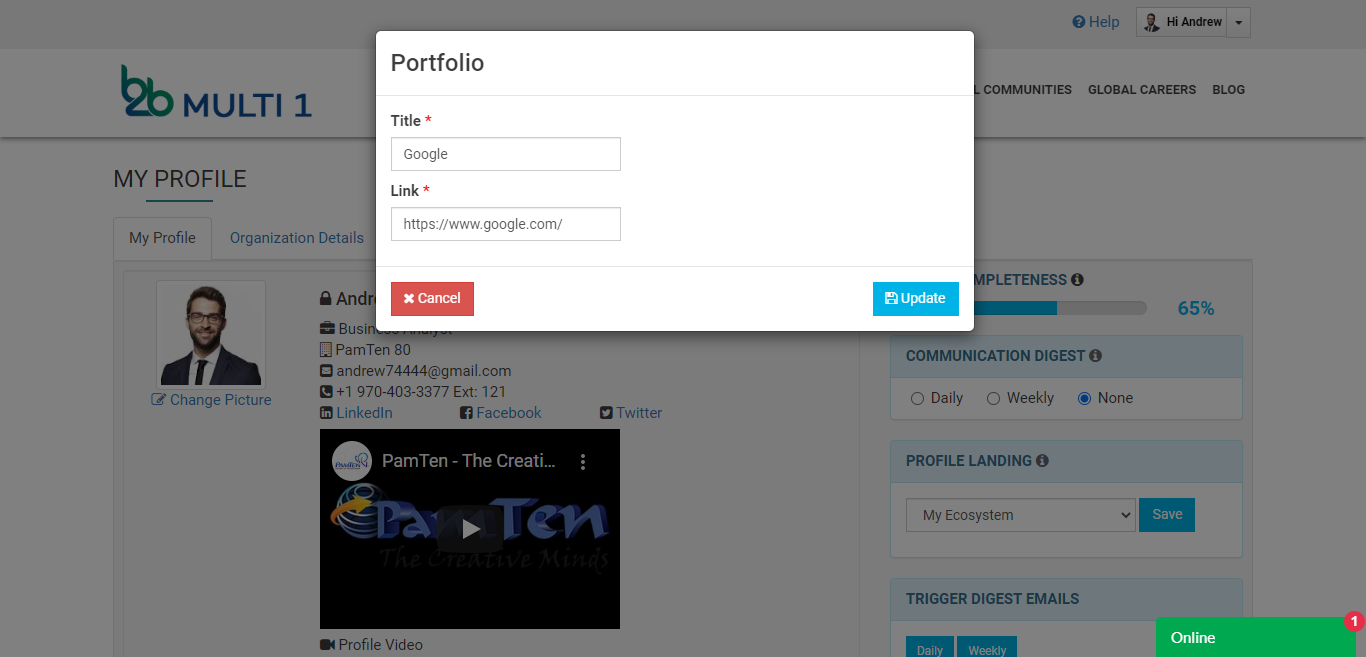 Help
Hi Andrew
Portfolio
b2b MULTI 1
L COMMUNITIES GLOBAL CAREERS BLOG
Title *
Google
Link *
https://www.google.com/
Cancel
Update
MY PROFILE
My Profile
Organization Details
Andre
Business Analyst
PamTen 80
andrew74444@gmail.com
+1 970-403-3377 Ext: 121
LinkedIn Facebook Twitter
Change Picture
PamTen - The Creati...
PamTen
The Creative Minds
Profile Video
MPLETENESS
65%
COMMUNICATION DIGEST
Daily Weekly None
PROFILE LANDING
My Ecosystem
Save
TRIGGER DIGEST EMAILS
Daily Weekly
Online
1